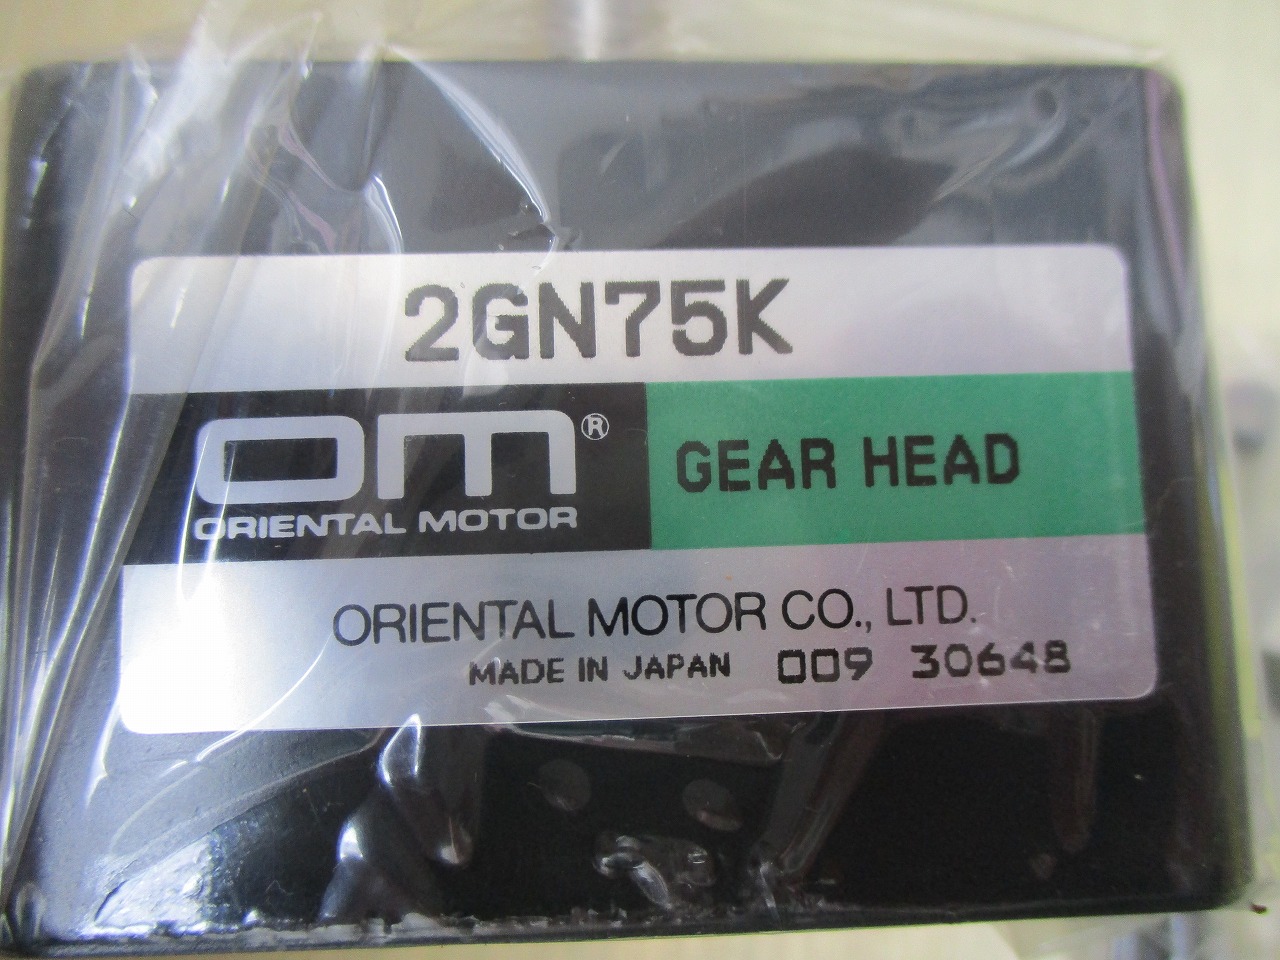 2GN75K
om®
ORIENTAL MOTOR
GEAR HEAD
ORIENTAL MOTOR CO., LTD.
MADE IN JAPAN 009 30648